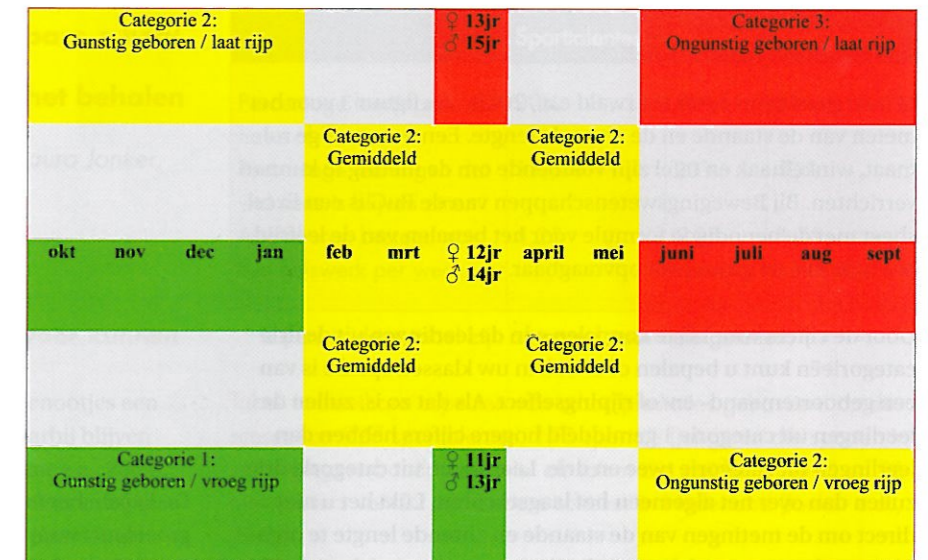 Categorie 2:
Gunstig geboren / laat rijp
♀ 13jr
♂ 15jr
Categorie 3:
Ongunstig geboren / laat rijp
Categorie 2:
Gemiddeld
Categorie 2:
Gemiddeld
okt nov dec jan feb mrt ♀ 12jr april mei juni juli aug sept
♂ 14jr
Categorie 2:
Gemiddeld
Categorie 2:
Gemiddeld
Categorie 1:
Gunstig geboren / vroeg rijp
♀ 11jr
♂ 13jr
Categorie 2:
Ongunstig geboren / vroeg rijp